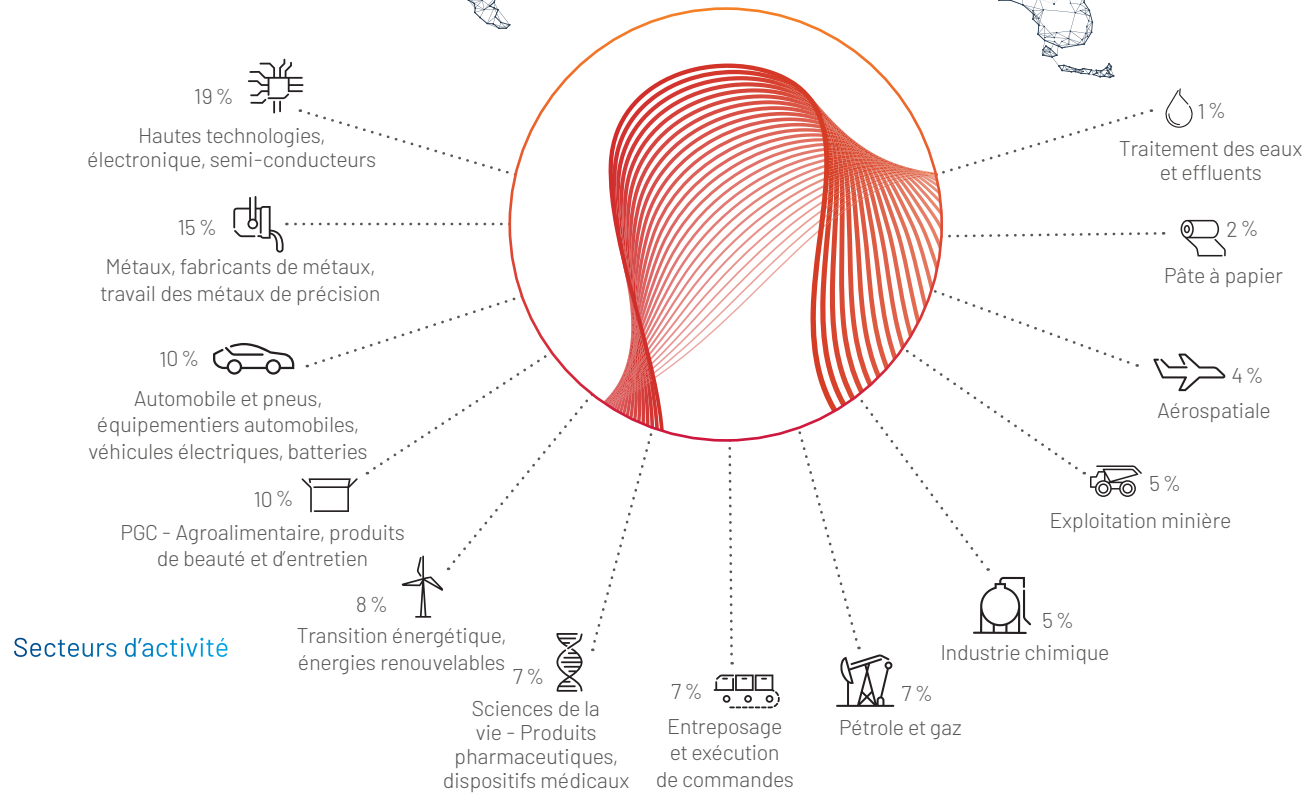 19 %
Hautes technologies,
électronique, semi-conducteurs
15 %
Métaux, fabricants de métaux,
travail des métaux de précision
10 %
Automobile et pneus,
équipementiers automobiles,
véhicules électriques, batteries
10 %
PGC - Agroalimentaire, produits
de beauté et d'entretien
8 %
Transition énergétique,
énergies renouvelables
Secteurs d'activité
7 %
Sciences de la
vie - Produits
pharmaceutiques,
dispositifs médicaux
7 %
Entreposage
et exécution
de commandes
7 %
Pétrole et gaz
5 %
Industrie chimique
5 %
Exploitation minière
4 %
Aérospatiale
2 %
Pâte à papier
1 %
Traitement des eaux
et effluents